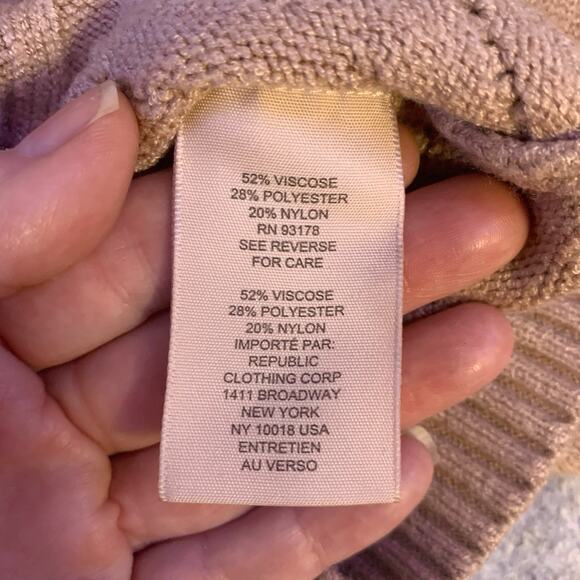 52% VISCOSE
28% POLYESTER
20% NYLON
RN 93178
SEE REVERSE
FOR CARE
52% VISCOSE
28% POLYESTER
20% NYLON
IMPORTÉ PAR:
REPUBLIC
CLOTHING CORP
1411 BROADWAY
NEW YORK
NY 10018 USA
ENTRETIEN
AU VERSO